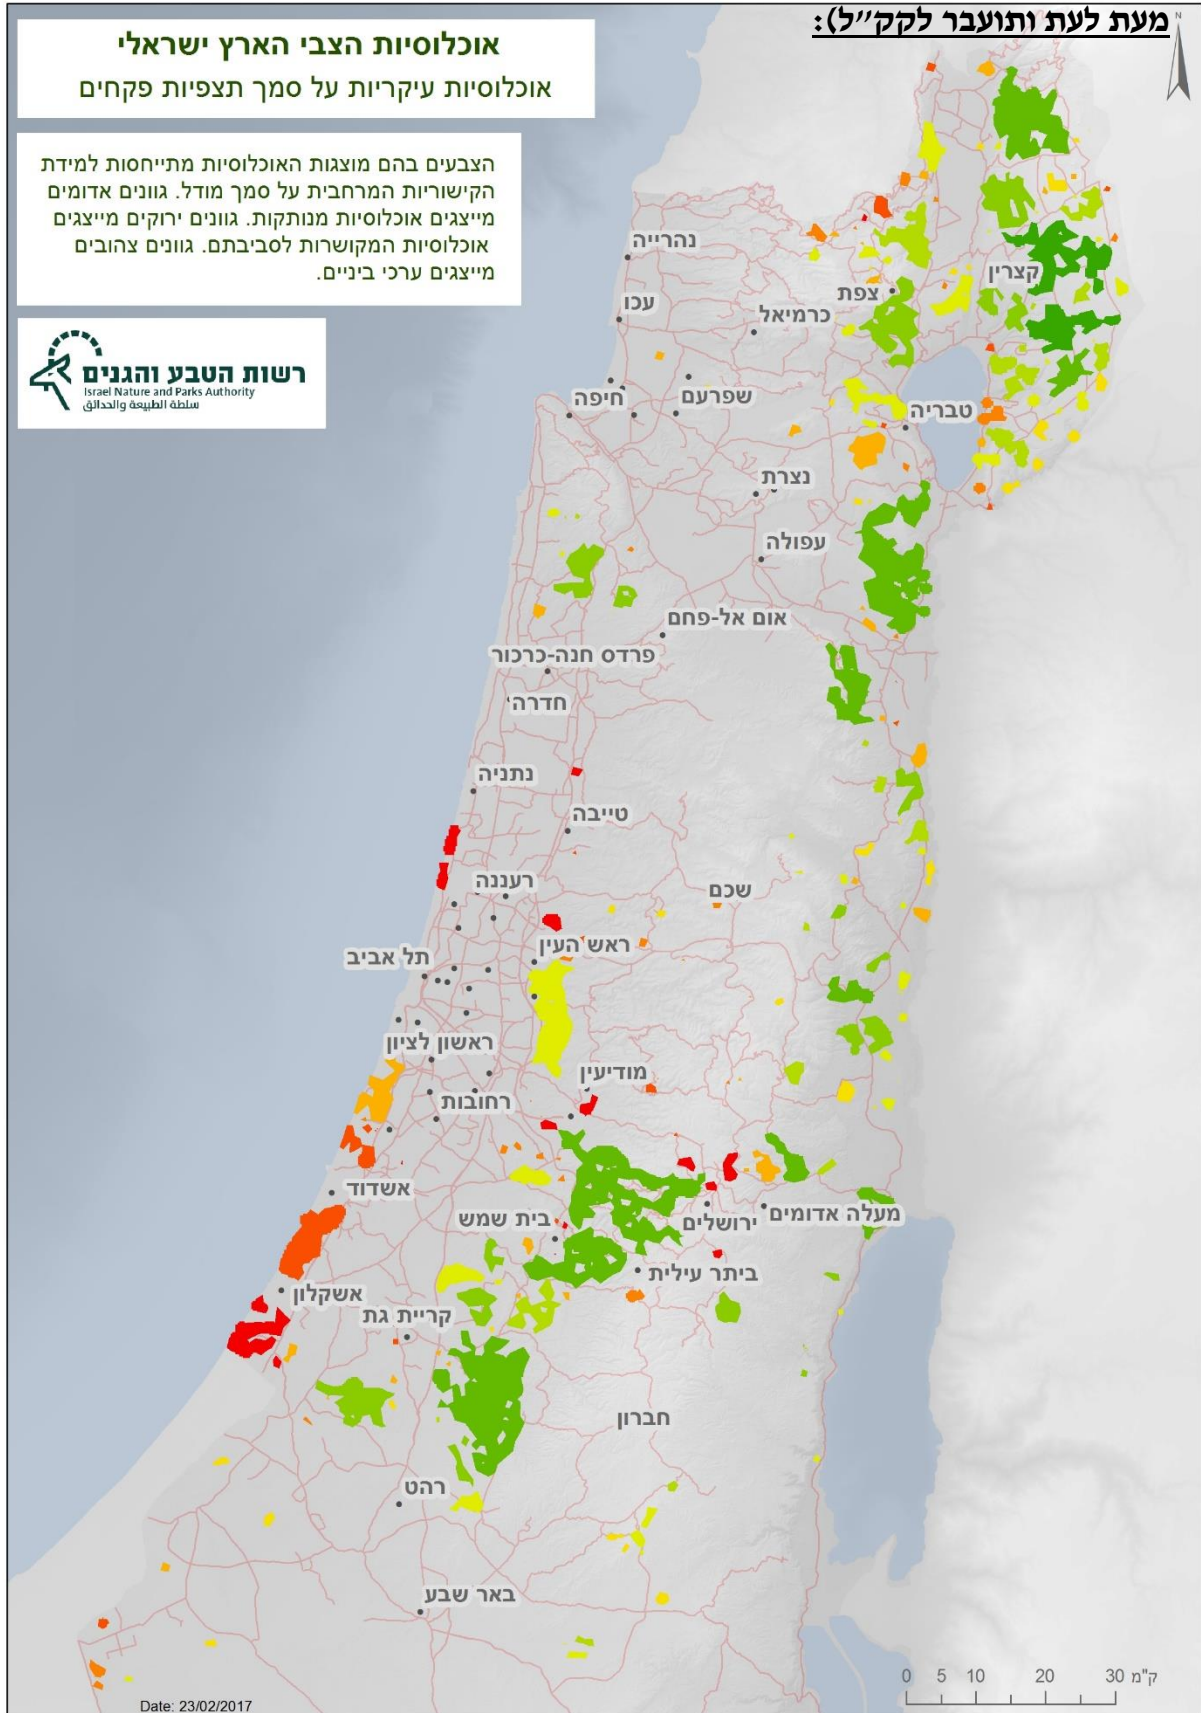 מעת לעת ותועבר לקק״ל):
N
אוכלוסיות הצבי הארץ ישראלי
אוכלוסיות עיקריות על סמך תצפיות פקחים
הצבעים בהם מוצגות האוכלוסיות מתייחסות למידת
הקישוריות המרחבית על סמך מודל. גוונים אדומים
מייצגים אוכלוסיות מנותקות. גוונים ירוקים מייצגים
אוכלוסיות המקושרות לסביבתם. גוונים צהובים
מייצגים ערכי ביניים.
רשות הטבע והגנים
Israel Nature and Parks Authority
سلطة الطبيعة والحدائق
נהרייה
קצרין
צפת
עכו
כרמיאל
שפרעם
חיפה
טבריה
נצרת
עפולה
אום אל-פחם
פרדס חנה-כרכור
חדרה
נתניה
טייבה
רעננה
שכם
ראש העין
תל אביב
ראשון לציון
מודיעין
רחובות
אשדוד
מעלה אדומים
ירושלים
בית שמש
ביתר עילית
אשקלון
קריית גת
חברון
רהט
באר שבע
0 5 10 20 30 ק"מ
Date: 23/02/2017